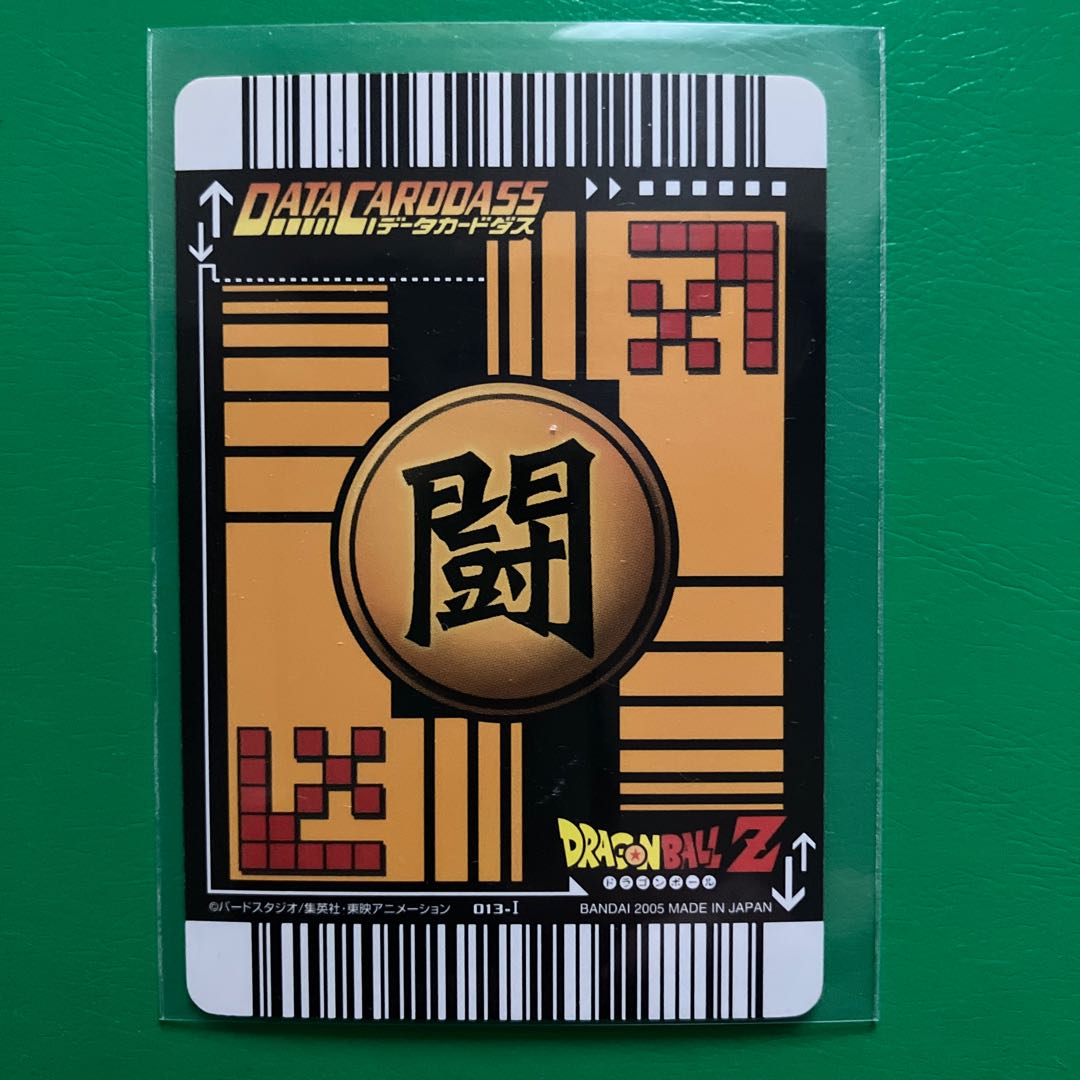 DATA CARDDASS
データカードダス
闘
DRAGON BALL Z
ドラゴンボール
©バードスタジオ/集英社・東映アニメーション 013-I BANDAI 2005 MADE IN JAPAN